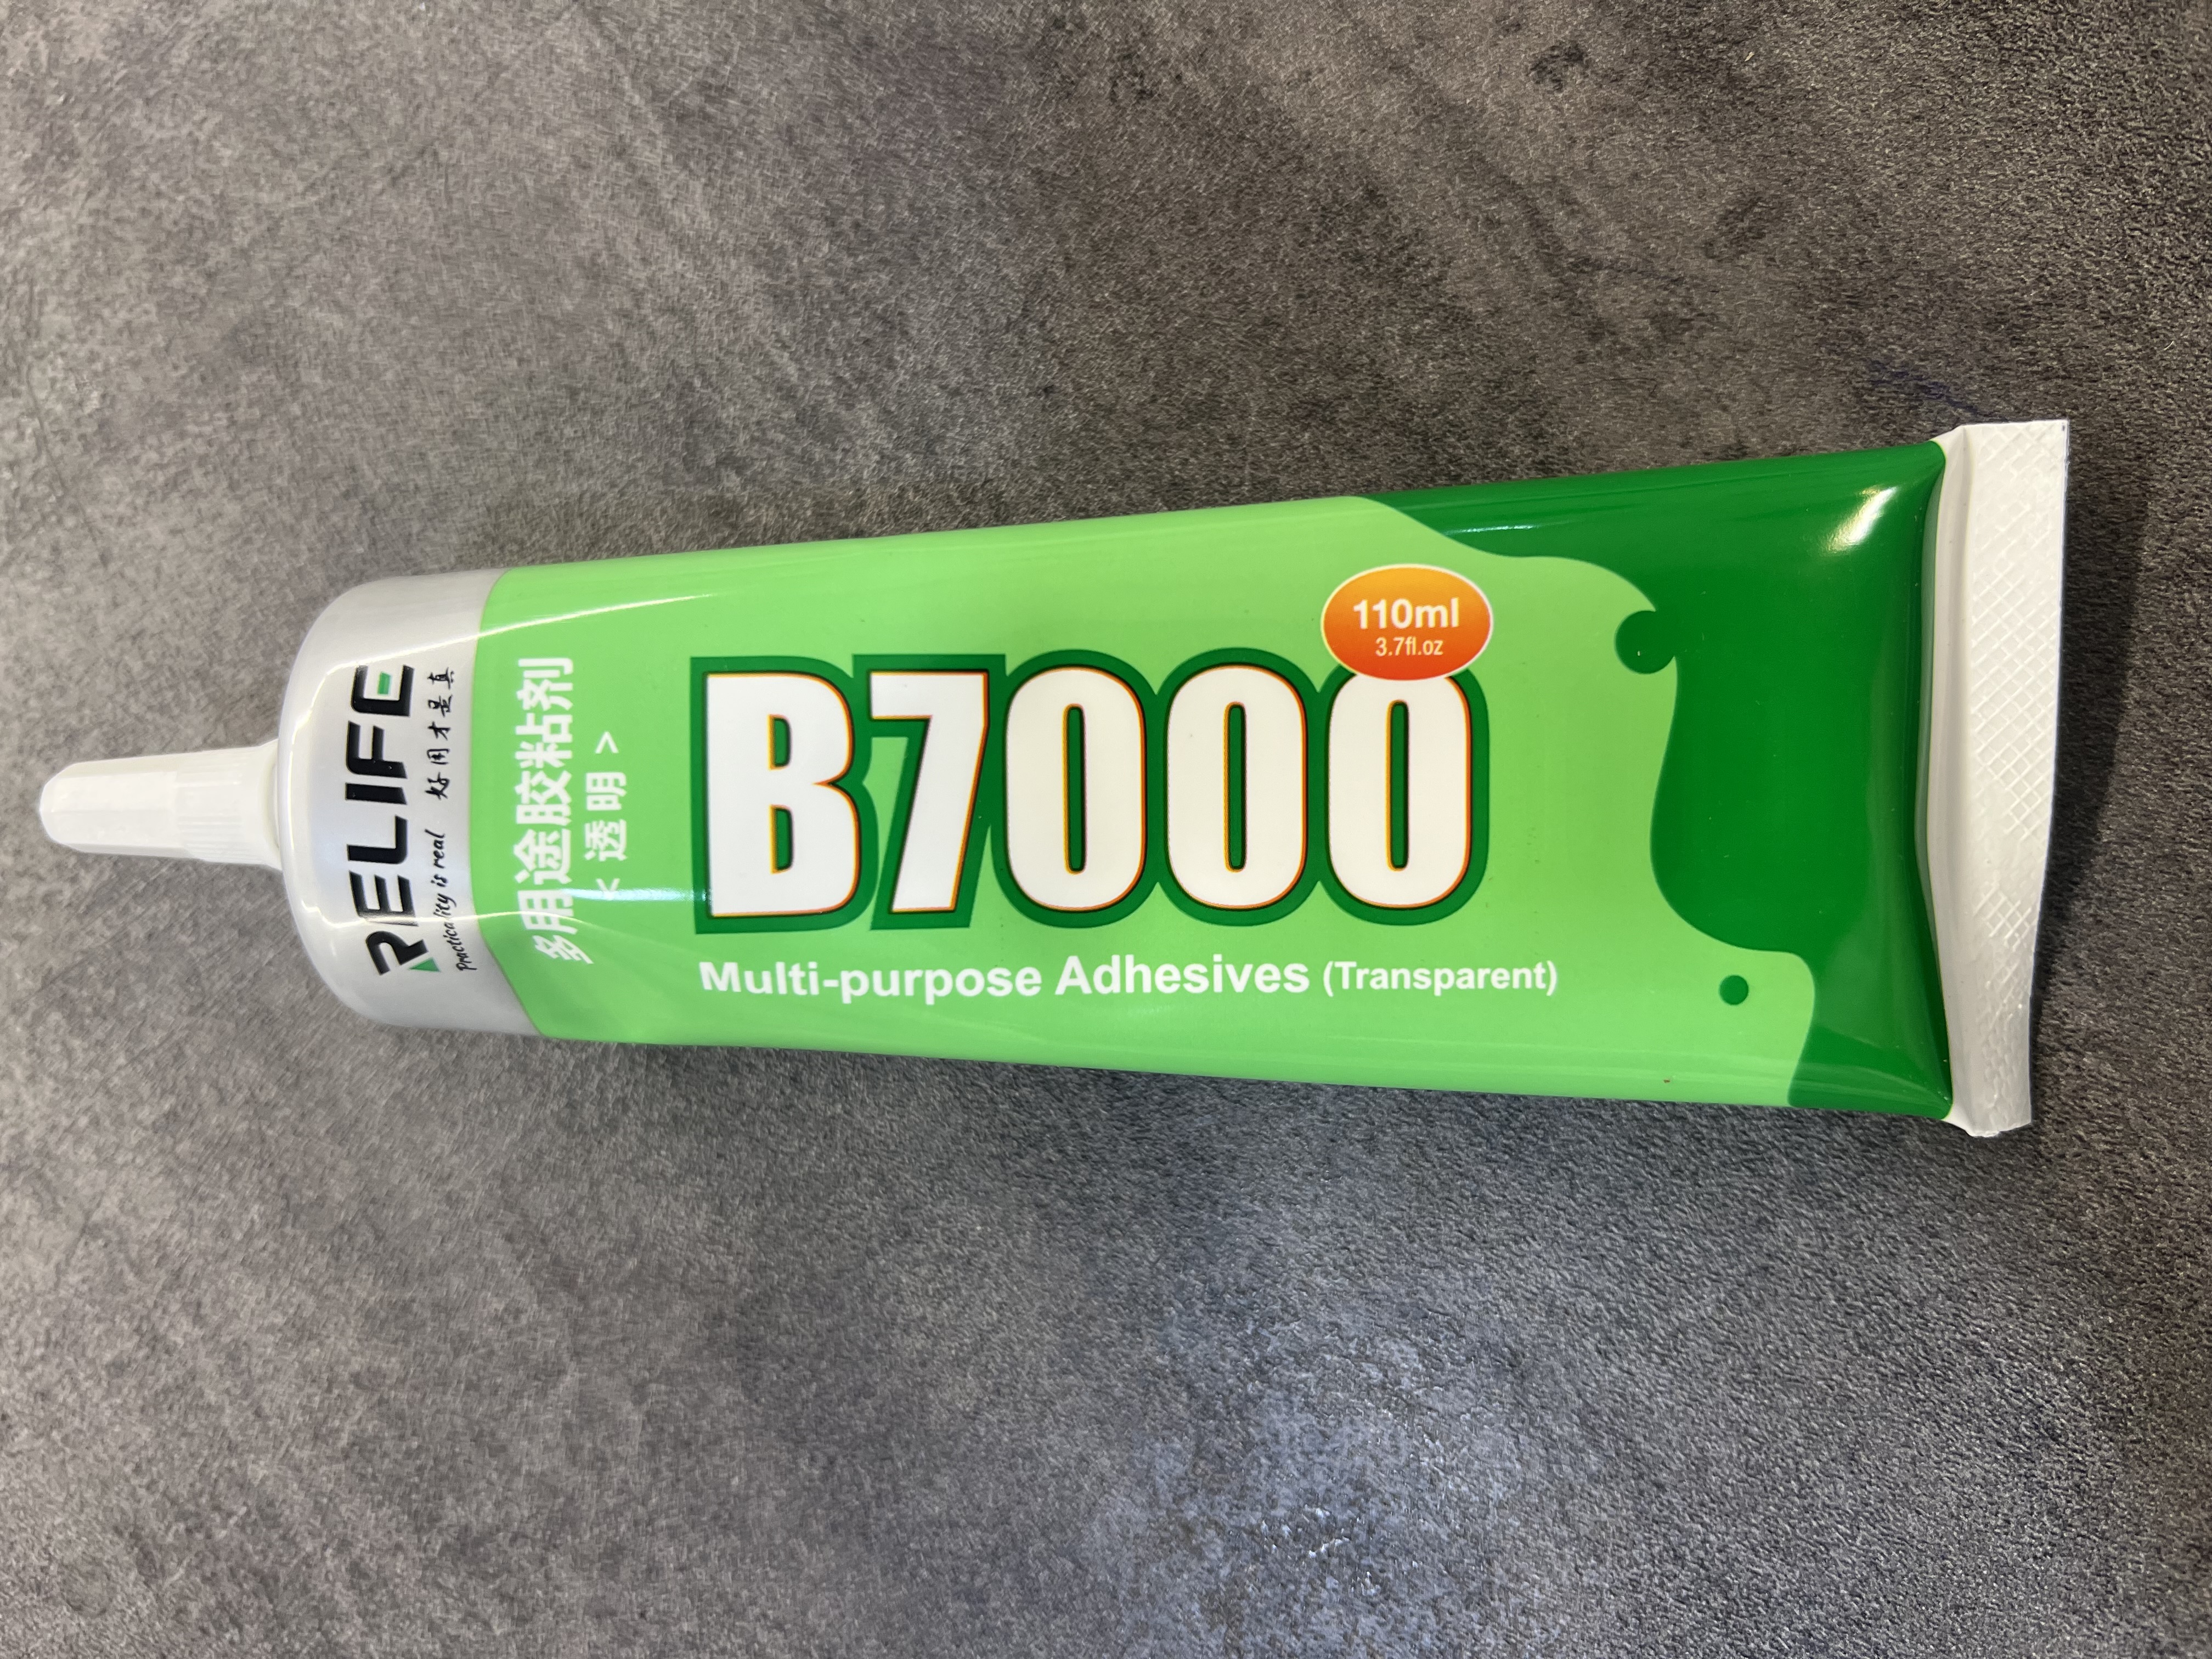 RELIFE
Practicality is real 好用才是真
多用途胶粘剂
<透明>
110ml
3.7fl.oz
B7000
Multi-purpose Adhesives (Transparent)